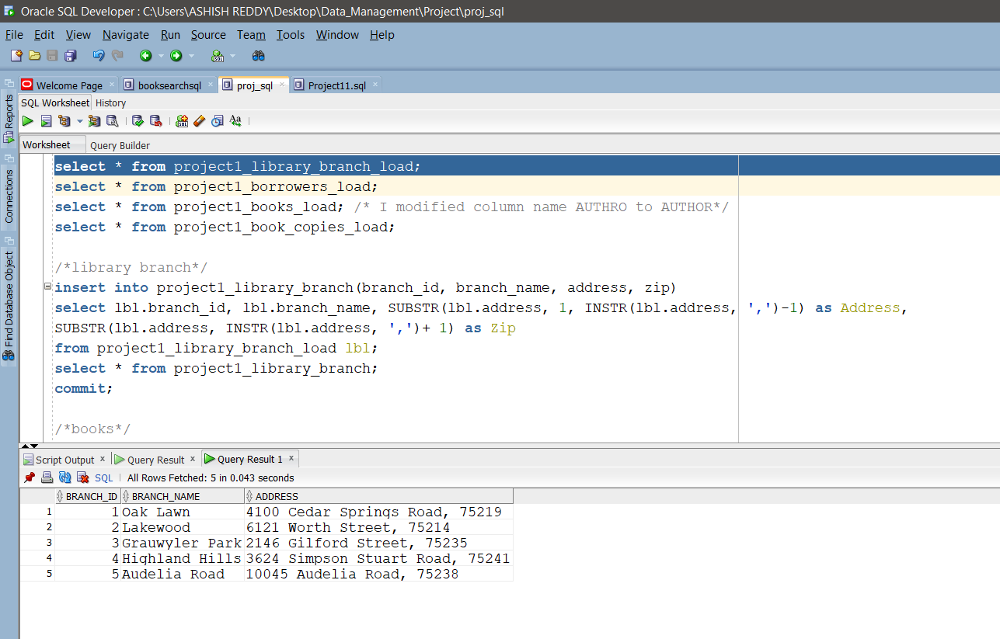 Oracle SQL Developer : C:\Users\ASHISH REDDY\Desktop\Data_Management\Project\proj_sql
File Edit View Navigate Run Source Team Tools Window Help
Welcome Page booksearchsql proj_sql Project11.sql
SQL Worksheet History
Worksheet Query Builder
Reports
Connections
Find Database Object
select * from project1_library_branch_load;
select * from project1_borrowers_load;
select * from project1_books_load; /* I modified column name AUTHRO to AUTHOR*/
select * from project1_book_copies_load;
/*library branch*/
insert into project1_library_branch(branch_id, branch_name, address, zip)
select lbl.branch_id, lbl.branch_name, SUBSTR(lbl.address, 1, INSTR(lbl.address, ',')-1) as Address,
SUBSTR(lbl.address, INSTR(lbl.address, ',')+ 1) as Zip
from project1_library_branch_load lbl;
select * from project1_library_branch;
commit;
/*books*/
Script Output Query Result Query Result 1
SQL All Rows Fetched: 5 in 0.043 seconds
BRANCH_ID BRANCH_NAME ADDRESS
1 1 Oak Lawn 4100 Cedar Springs Road, 75219
2 2 Lakewood 6121 Worth Street, 75214
3 3 Grauwyler Park 2146 Gilford Street, 75235
4 4 Highland Hills 3624 Simpson Stuart Road, 75241
5 5 Audelia Road 10045 Audelia Road, 75238